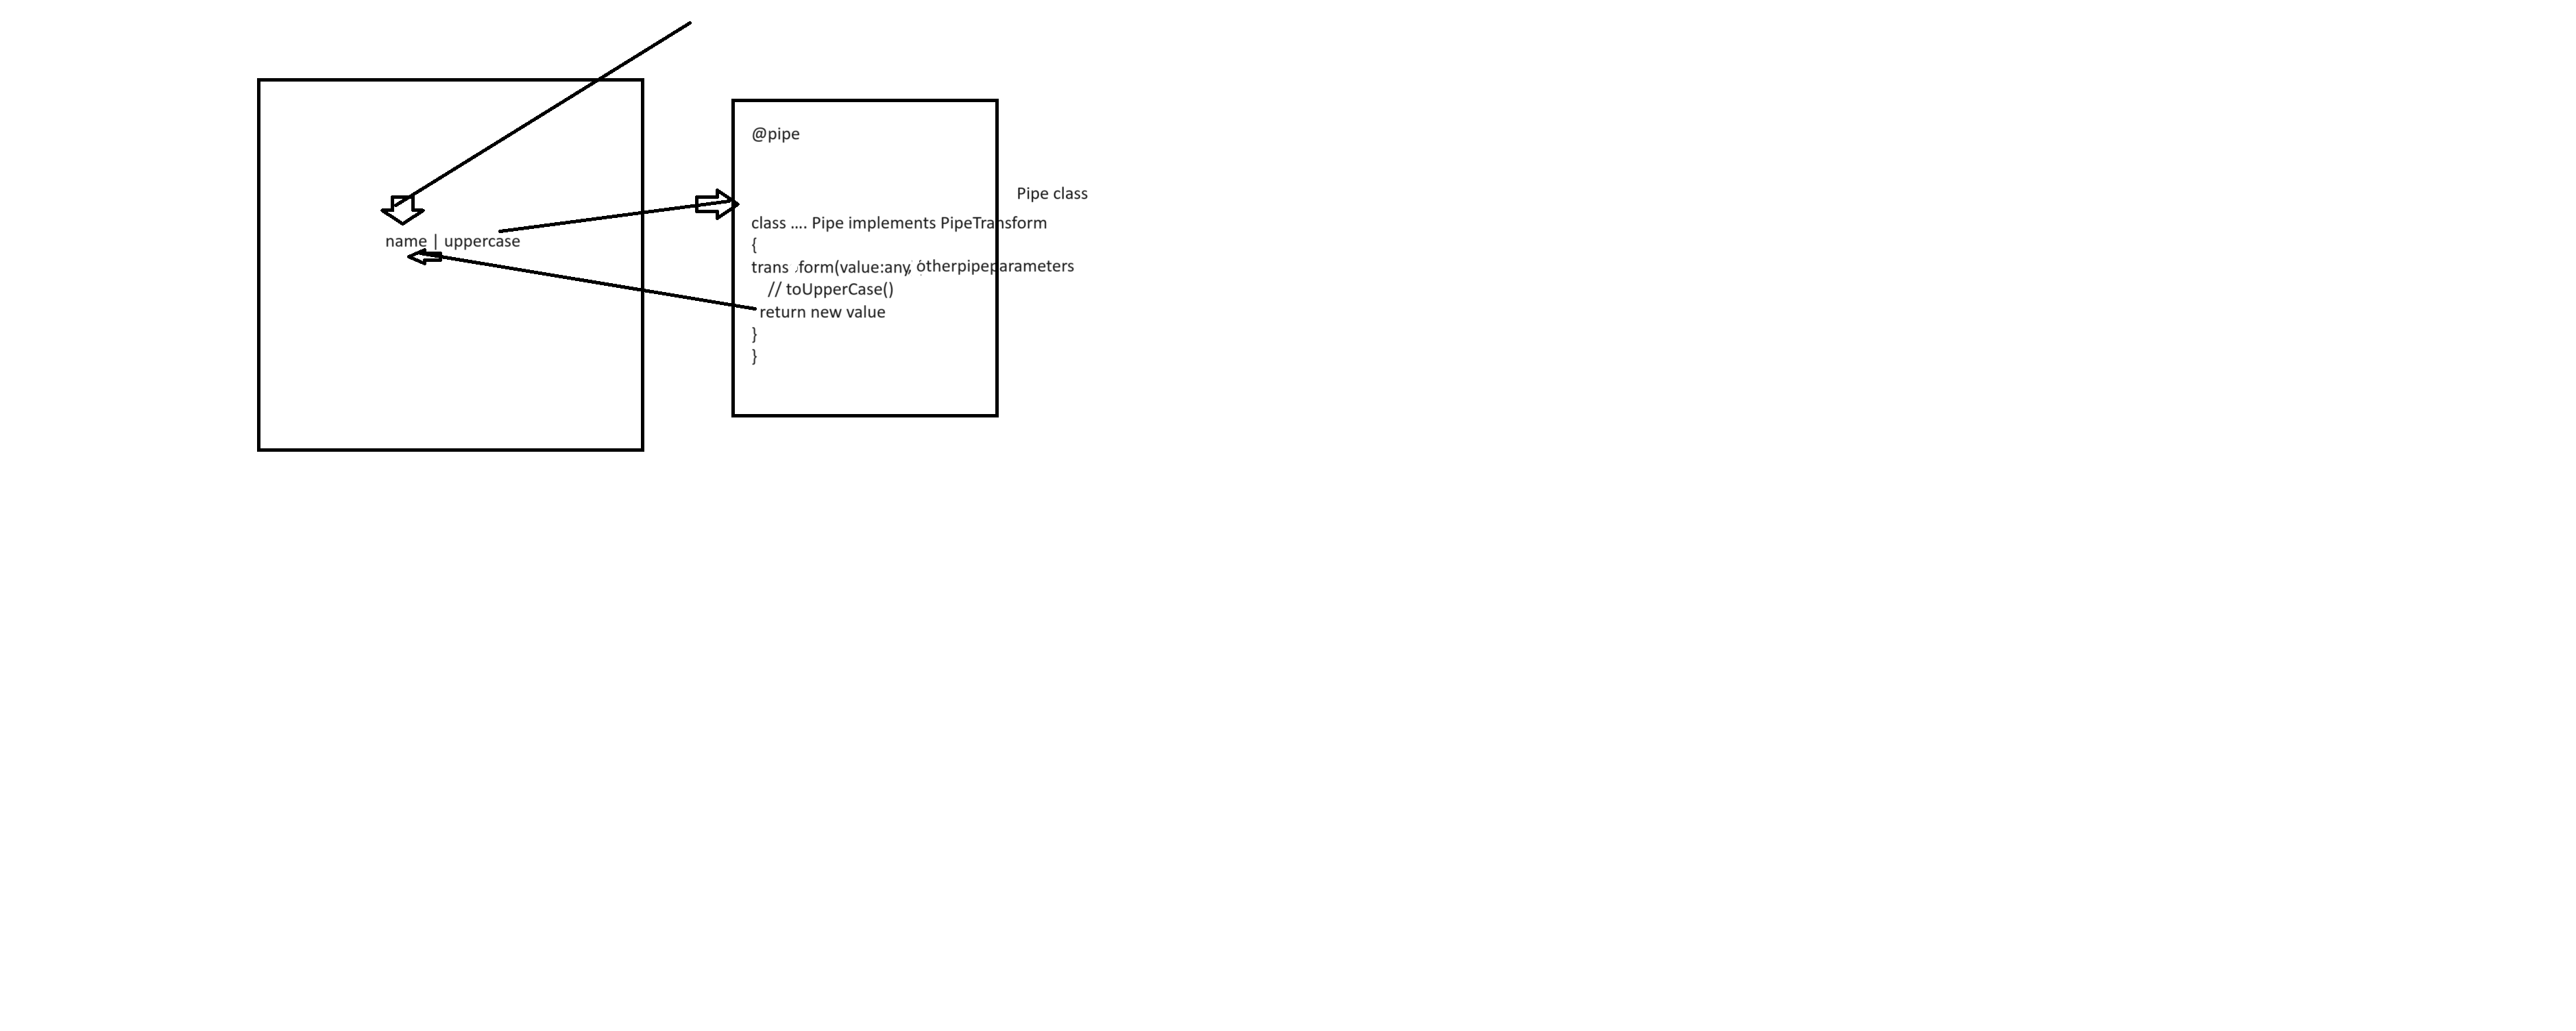 name | uppercase
@pipe
Pipe class
class .... Pipe implements PipeTransform
{
trans form(value:any, otherpipeparameters
// toUpperCase()
return new value
}
}